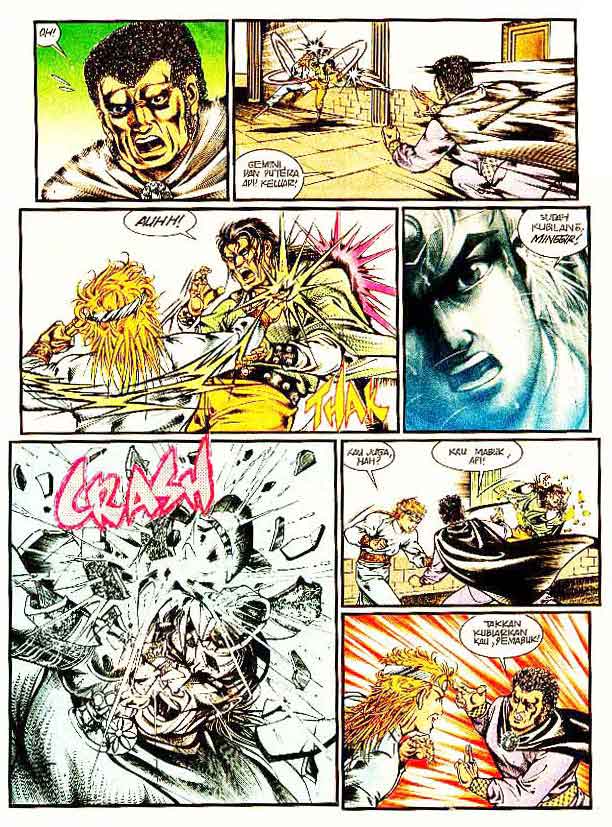 OH!
GEMINI,
DAN PUTERA
API KELUAR!
AUHH!
SUDAH
KUBILANG,
MINGGIR!
THAK
CRASH
KAU JUGA,
HAH?
KAU MABUK,
API!
TAKKAN
KUBIARKAN
KAU, PEMABUK!